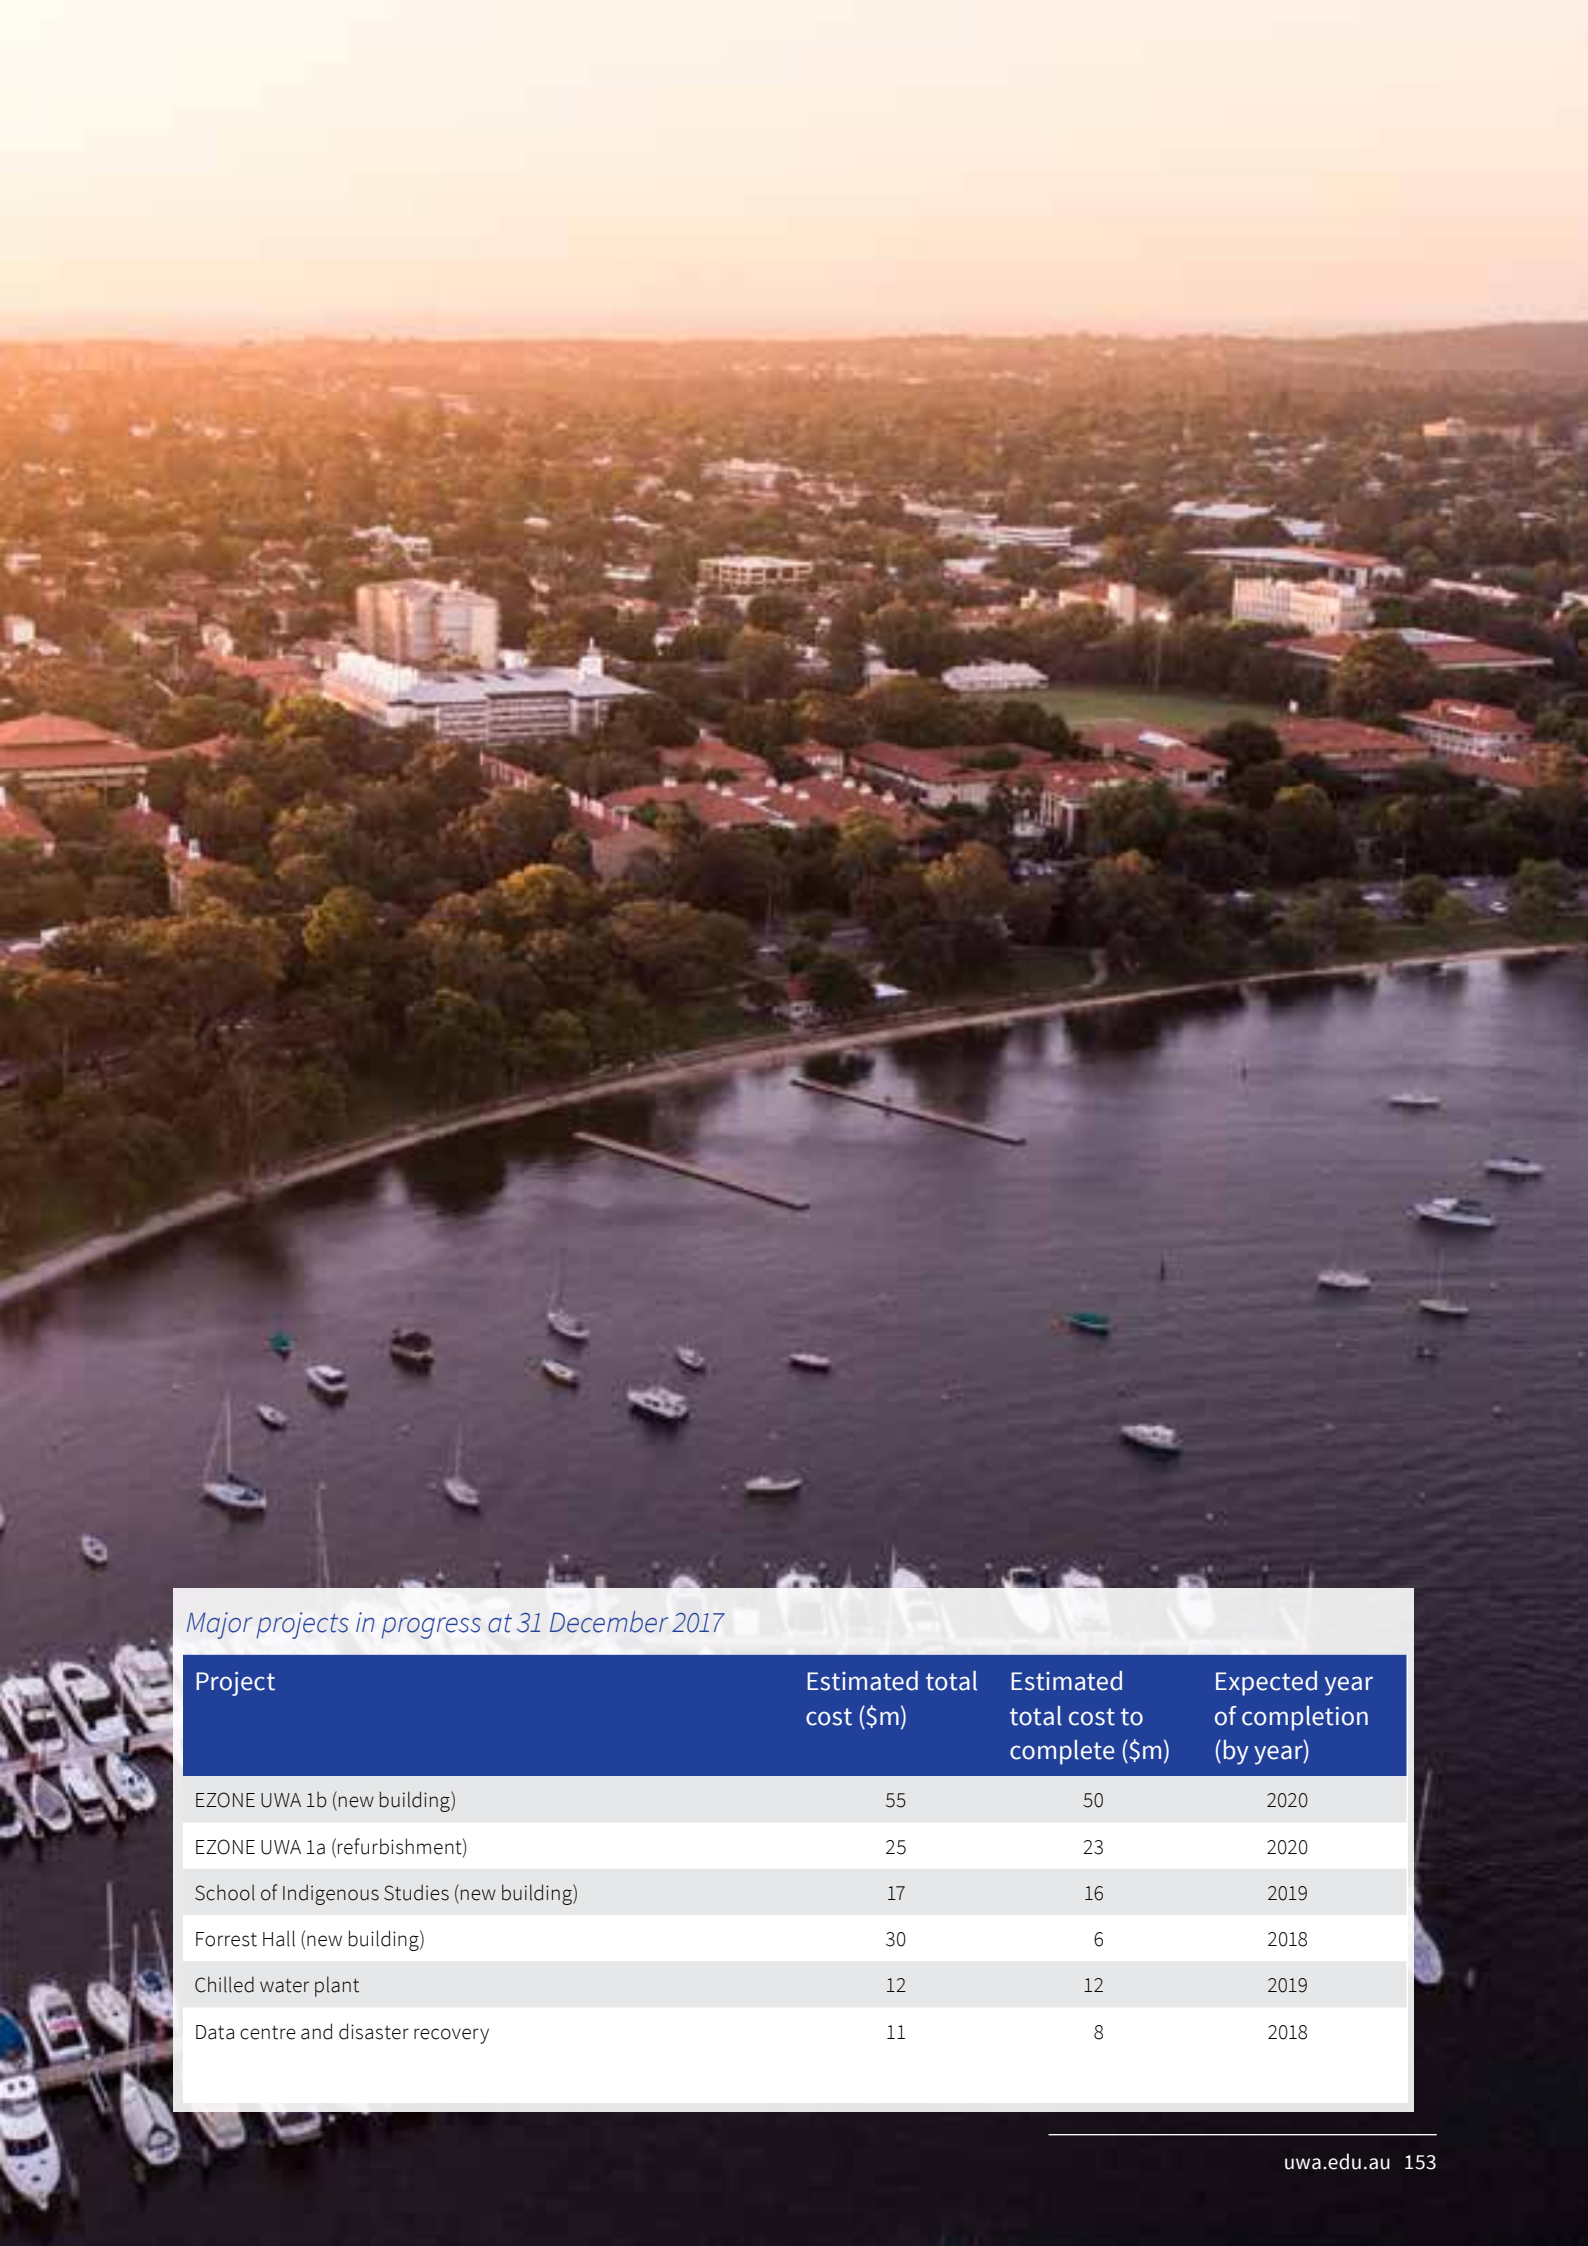 Major projects in progress at 31 December 2017
Project
Estimated total
cost ($m)
Estimated
total cost to
complete ($m)
Expected year
of completion
(by year)
EZONE UWA 1b (new building) 55 50 2020
EZONE UWA 1a (refurbishment) 25 23 2020
School of Indigenous Studies (new building) 17 16 2019
Forrest Hall (new building) 30 6 2018
Chilled water plant 12 12 2019
Data centre and disaster recovery 11 8 2018
uwa.edu.au 153